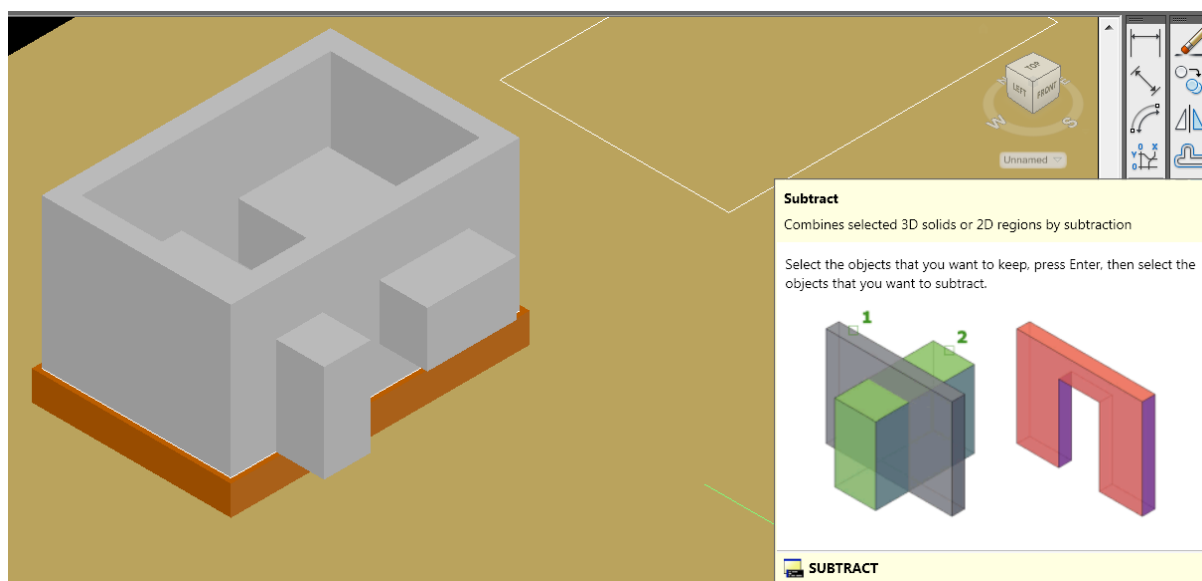 TOP
LEFT
FRONT
W
S
Unnamed
Y
X
Subtract
Combines selected 3D solids or 2D regions by subtraction
Select the objects that you want to keep, press Enter, then select the
objects that you want to subtract.
1
2
SUBTRACT